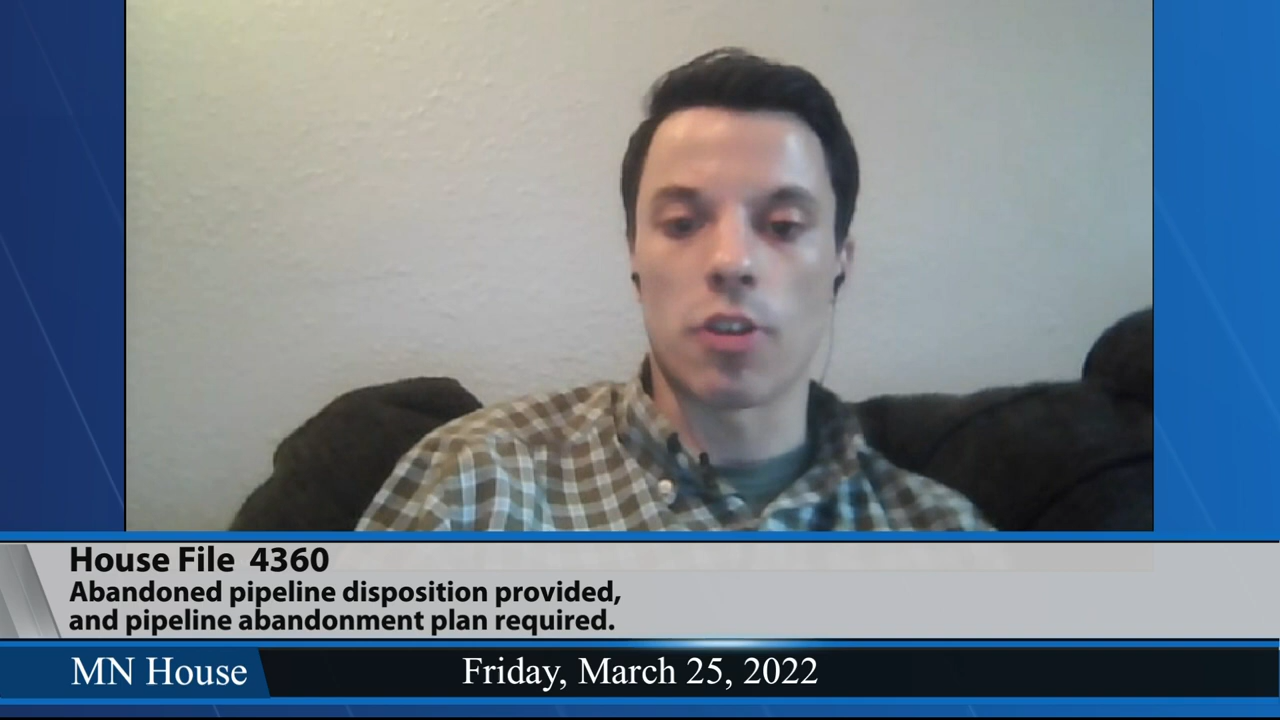 House File 4360
Abandoned pipeline disposition provided,
and pipeline abandonment plan required.
MN House
Friday, March 25, 2022